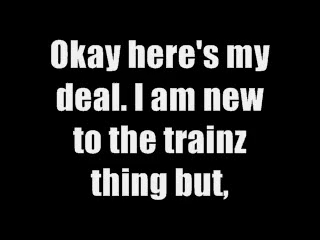 Okay here's my
deal. I am new
to the trainz
thing but,